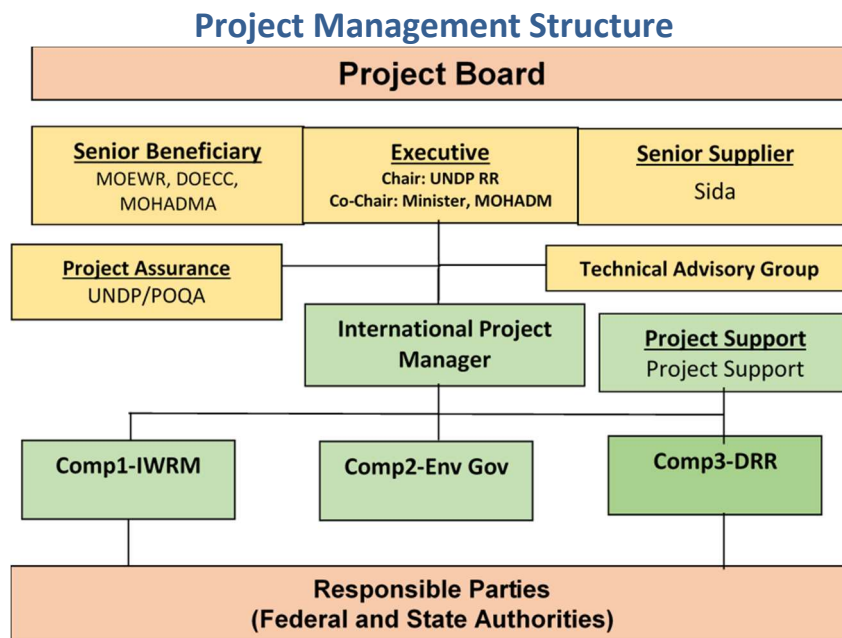 Project Management Structure
Project Board
Senior Beneficiary
MOEWR, DOECC,
MOHADMA
Executive
Chair: UNDP RR
Co-Chair: Minister, MOHADM
Senior Supplier
Sida
Project Assurance
UNDP/POQA
Technical Advisory Group
International Project
Manager
Project Support
Project Support
Comp1-IWRM
Comp2-Env Gov
Comp3-DRR
Responsible Parties
(Federal and State Authorities)